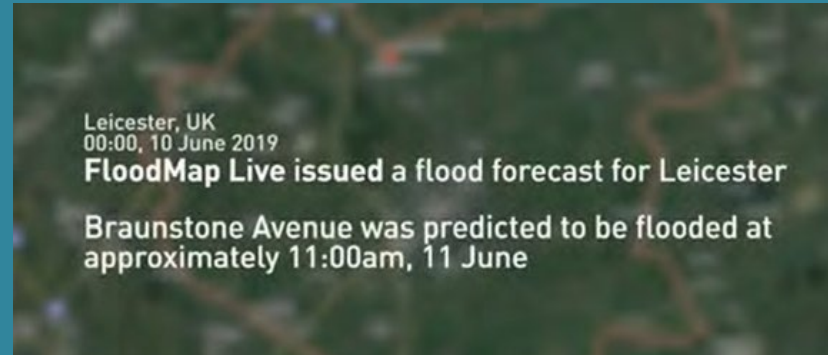 Leicester, UK
00:00, 10 June 2019
FloodMap Live issued a flood forecast for Leicester
Braunstone Avenue was predicted to be flooded at
approximately 11:00am, 11 June